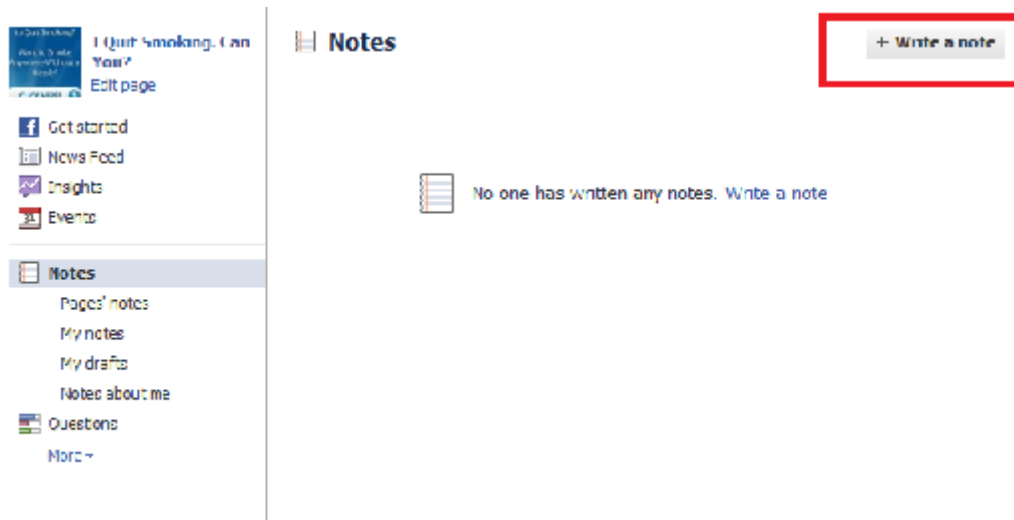 I Quit Smoking. Can
You?
Edit page
Get started
News Feed
Insights
31
Events
Notes
Pages' notes
My notes
My drafts
Notes about me
Questions
More
Notes
+ Write a note
No one has written any notes. Write a note